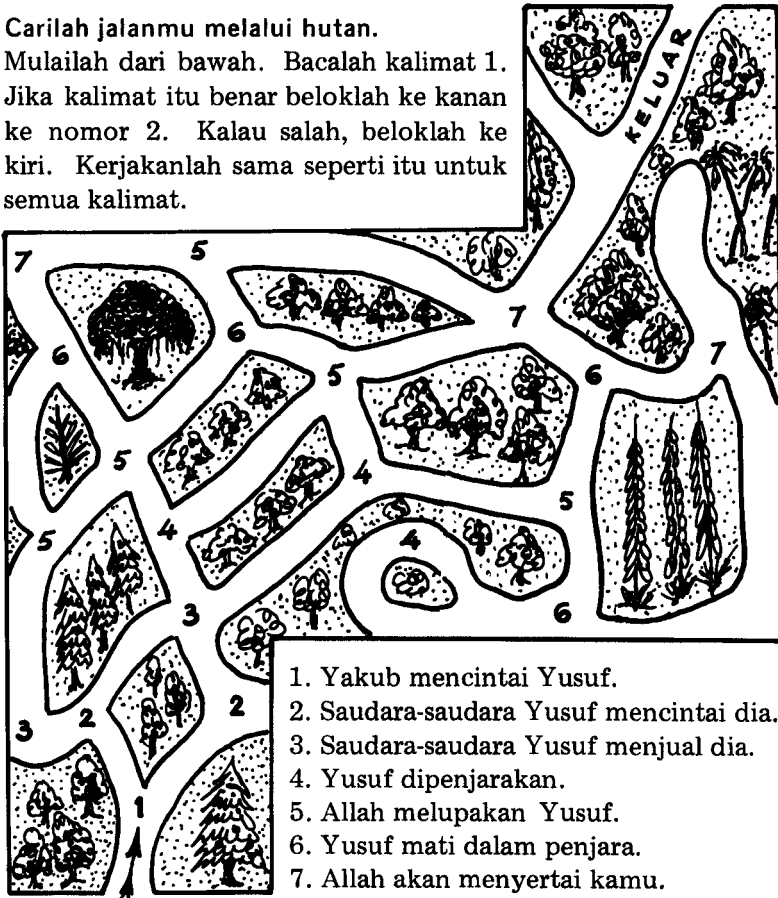 Carilah jalanmu melalui hutan.
Mulailah dari bawah. Bacalah kalimat 1.
Jika kalimat itu benar beloklah ke kanan
ke nomor 2. Kalau salah, beloklah ke
kiri. Kerjakanlah sama seperti itu untuk
semua kalimat.
KELUAR
7
5
7
6
6
5
6
7
5
4
5
5
4
4
3
6
3
2
2
1
1. Yakub mencintai Yusuf.
2. Saudara-saudara Yusuf mencintai dia.
3. Saudara-saudara Yusuf menjual dia.
4. Yusuf dipenjarakan.
5. Allah melupakan Yusuf.
6. Yusuf mati dalam penjara.
7. Allah akan menyertai kamu.